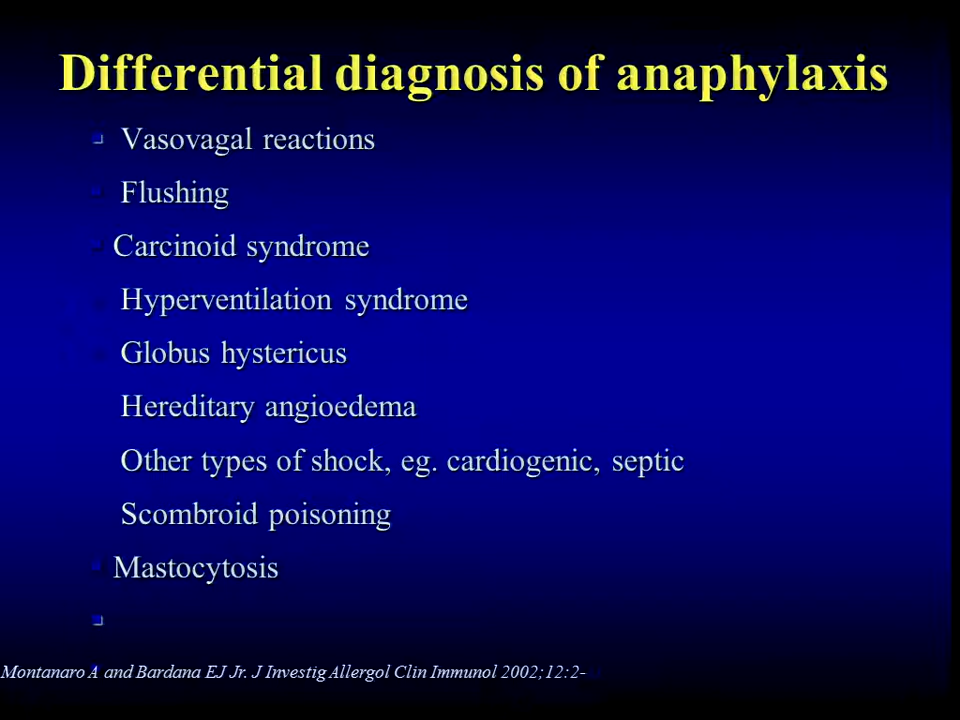 Differential diagnosis of anaphylaxis
▪ Vasovagal reactions
▪ Flushing
▪ Carcinoid syndrome
Hyperventilation syndrome
Globus hystericus
Hereditary angioedema
Other types of shock, eg. cardiogenic, septic
Scombroid poisoning
▪ Mastocytosis
▪
Montanaro A and Bardana EJ Jr. J Investig Allergol Clin Immunol 2002;12:2-